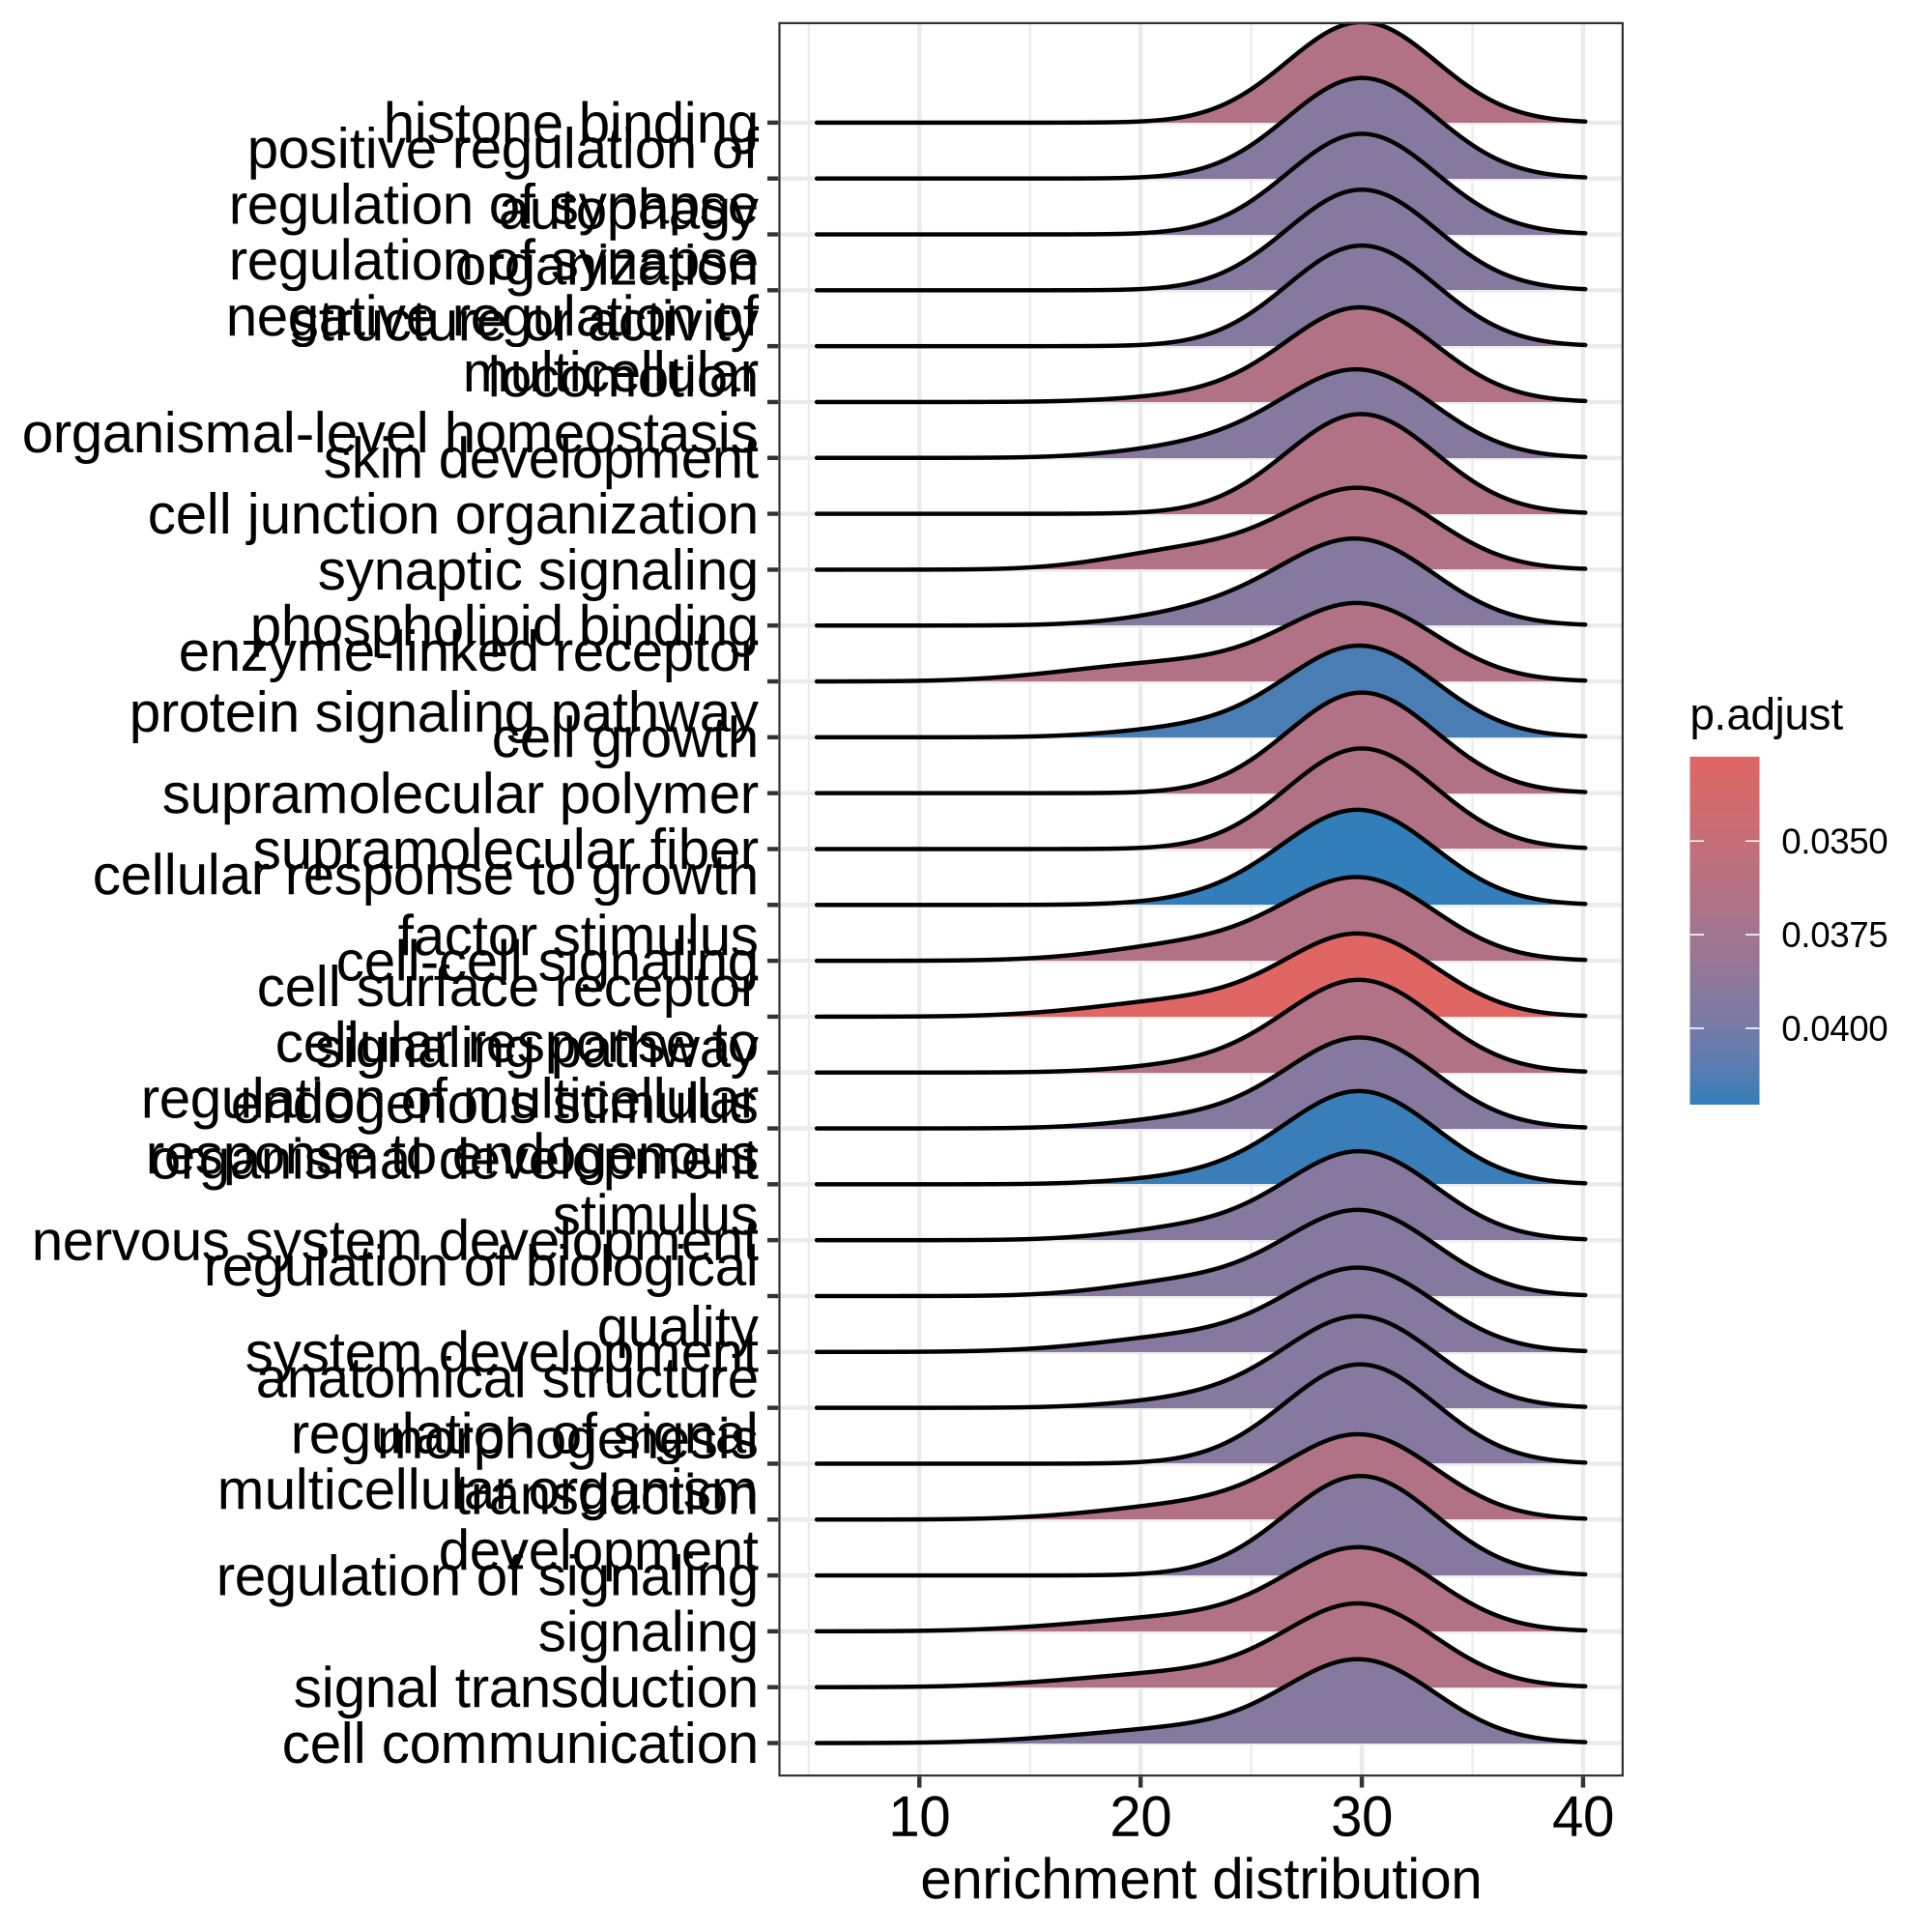 histone binding
positive regulation of
autophagy
regulation of synapse
organization
regulation of synapse
structure or activity
negative regulation of
locomotion
multicellular
organismal-level homeostasis
skin development
cell junction organization
synaptic signaling
phospholipid binding
enzyme-linked receptor
protein signaling pathway
cell growth
supramolecular polymer
supramolecular fiber
cellular response to growth
factor stimulus
cell-cell signaling
cell surface receptor
signaling pathway
cellular response to
endogenous stimulus
regulation of multicellular
organismal development
response to endogenous
stimulus
nervous system development
regulation of biological
quality
system development
anatomical structure
morphogenesis
regulation of signal
transduction
multicellular organism
development
regulation of signaling
signaling
signal transduction
cell communication
10 20 30 40
enrichment distribution
p.adjust
0.0350
0.0375
0.0400